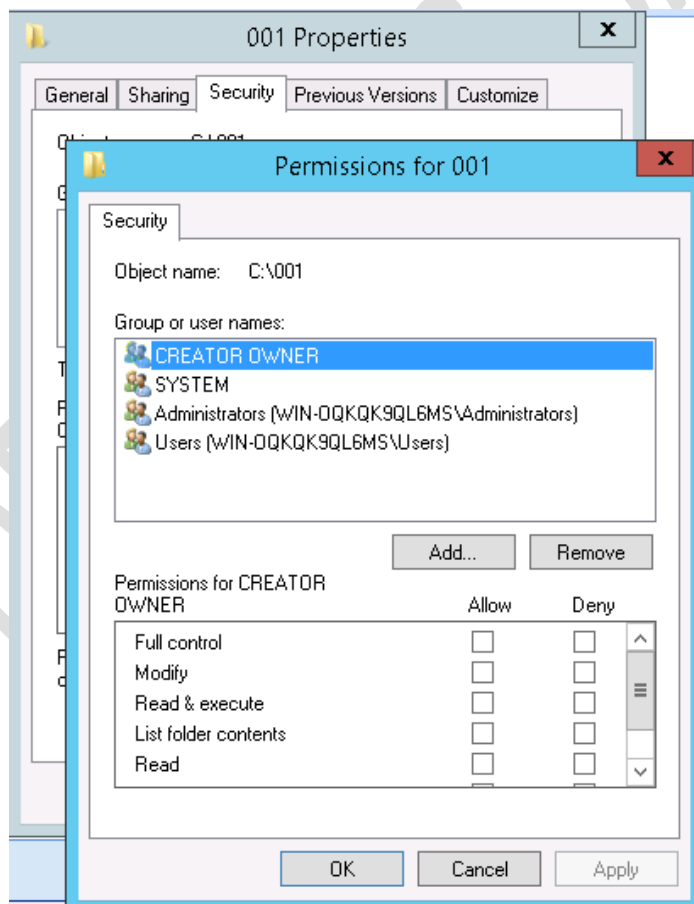 001 Properties
x
General Sharing Security Previous Versions Customize
Permissions for 001
x
Security
Object name: C:\001
Group or user names:
CREATOR OWNER
SYSTEM
Administrators (WIN-OQKQK9QL6MS\Administrators)
Users (WIN-OQKQK9QL6MS\Users)
Add... Remove
Permissions for CREATOR
OWNER Allow Deny
Full control
Modify
Read & execute
List folder contents
Read
OK Cancel Apply